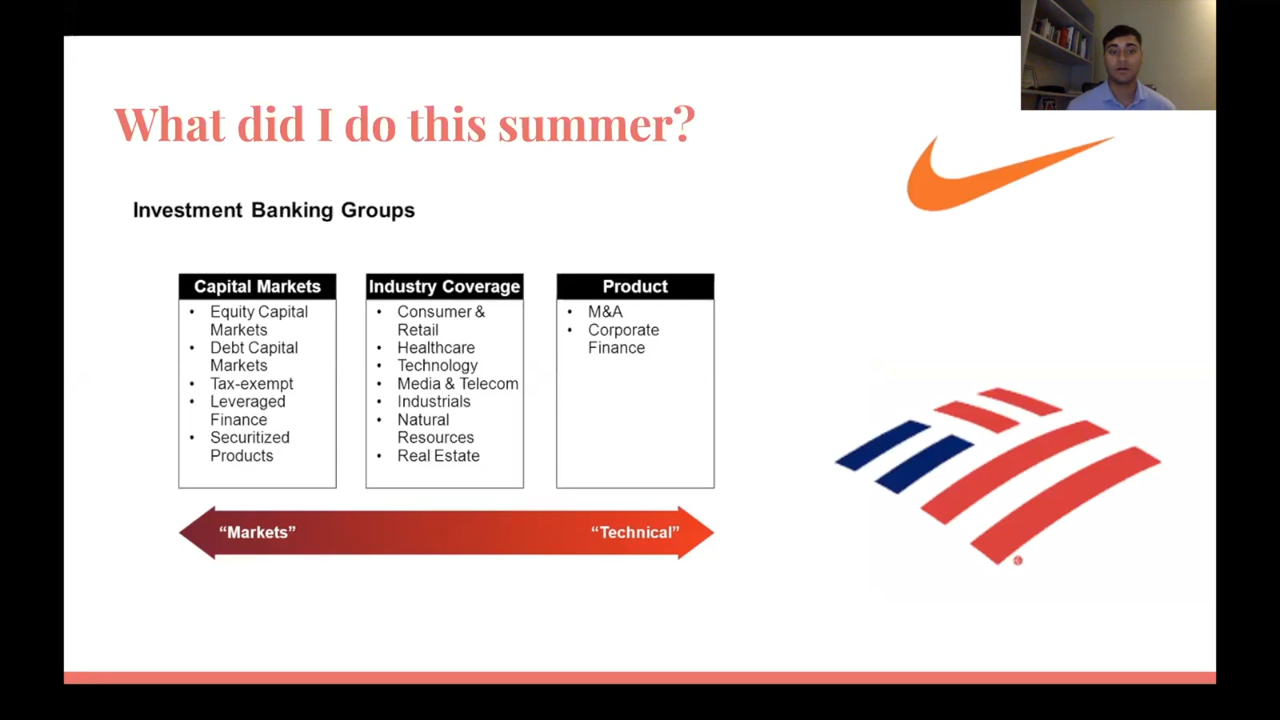 What did I do this summer?
Investment Banking Groups
Capital Markets
• Equity Capital
Markets
• Debt Capital
Markets
• Tax-exempt
• Leveraged
Finance
• Securitized
Products
Industry Coverage
• Consumer &
Retail
• Healthcare
• Technology
• Media & Telecom
• Industrials
• Natural
Resources
• Real Estate
Product
• M&A
• Corporate
Finance
“Markets”
“Technical”